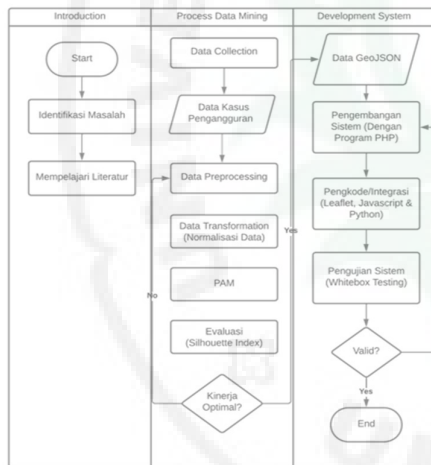 Introduction
Process Data Mining
Development System
Start
Identifikasi Masalah
Mempelajari Literatur
Data Collection
Data Kasus
Pengangguran
Data Preprocessing
Data Transformation
(Normalisasi Data)
PAM
Evaluasi
(Silhouette Index)
Kinerja
Optimal?
No
Yes
Data GeoJSON
Pengembangan
Sistem (Dengan
Program PHP)
Pengkode/Integrasi
(Leaflet, Javascript &
Python)
Pengujian Sistem
(Whitebox Testing)
Valid?
Yes
End